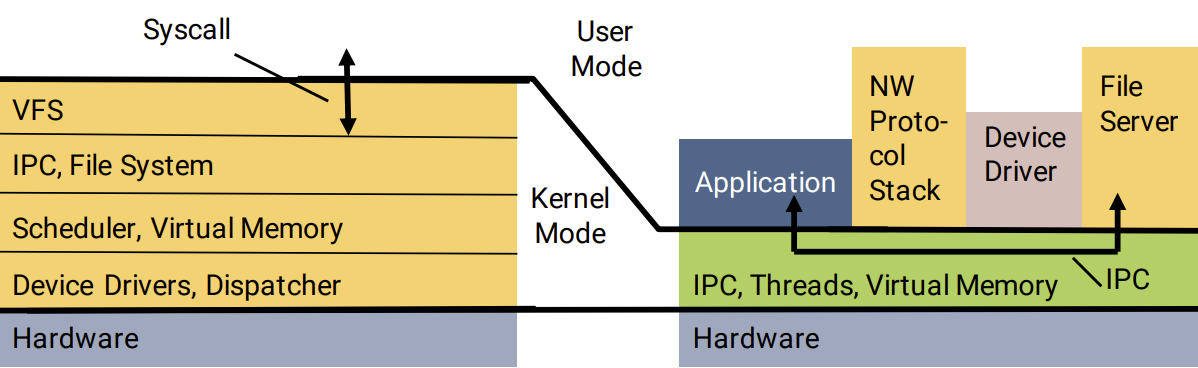 Syscall
VFS
IPC, File System
Scheduler, Virtual Memory
Device Drivers, Dispatcher
Hardware
User
Mode
Kernel
Mode
Application
NW
Proto-
col
Stack
Device
Driver
File
Server
IPC, Threads, Virtual Memory
IPC
Hardware